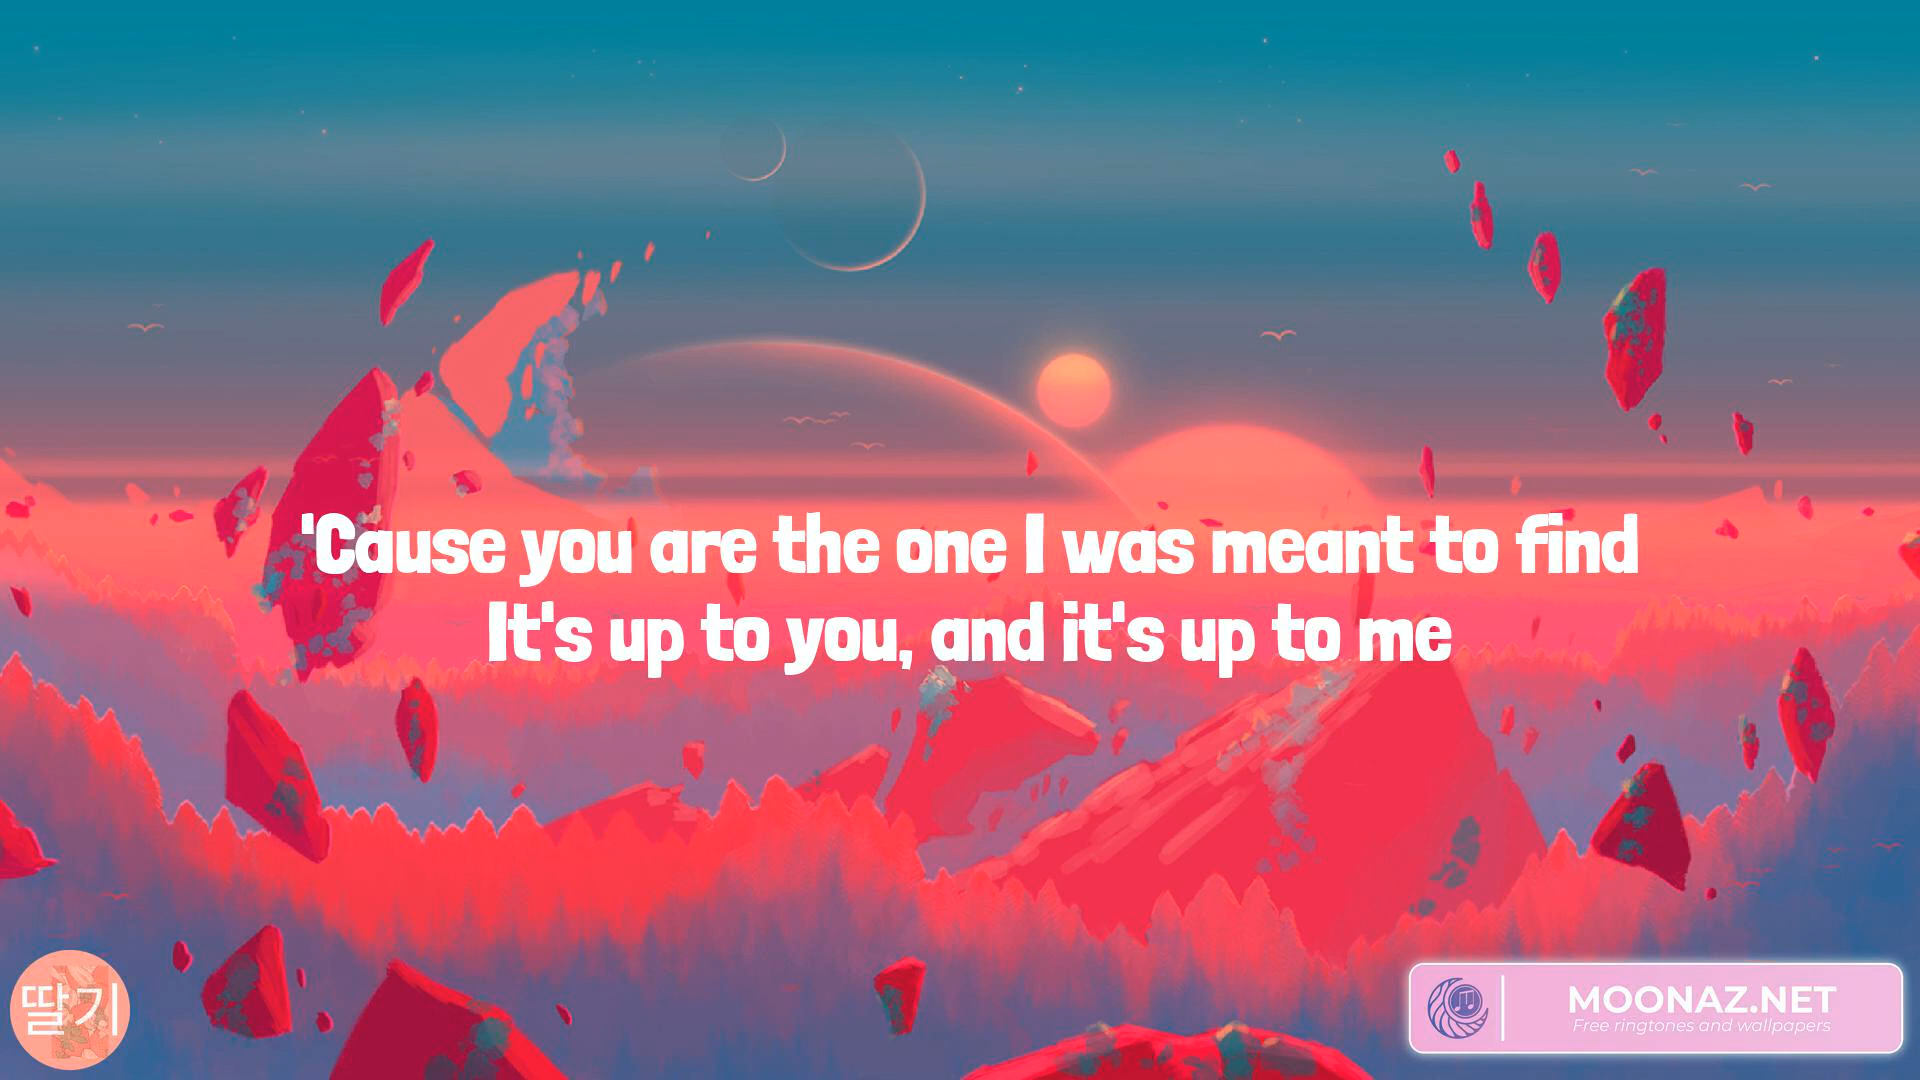 'Cause you are the one I was meant to find
It's up to you, and it's up to me
딸기
MOONAZ.NET
Free ringtones and wallpapers